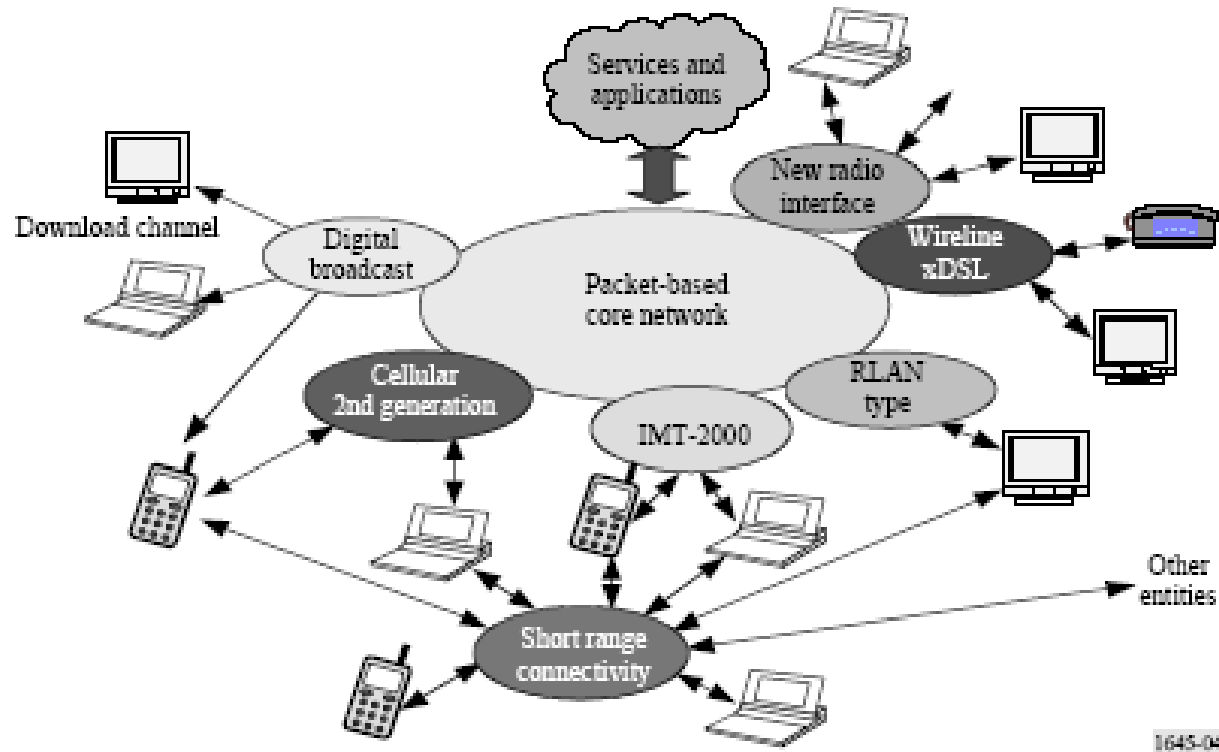 Services and
applications
New radio
interface
Download channel
Digital
broadcast
Wireline
xDSL
Packet-based
core network
Cellular
2nd generation
RLAN
type
IMT-2000
Other
entities
Short range
connectivity
1645-04